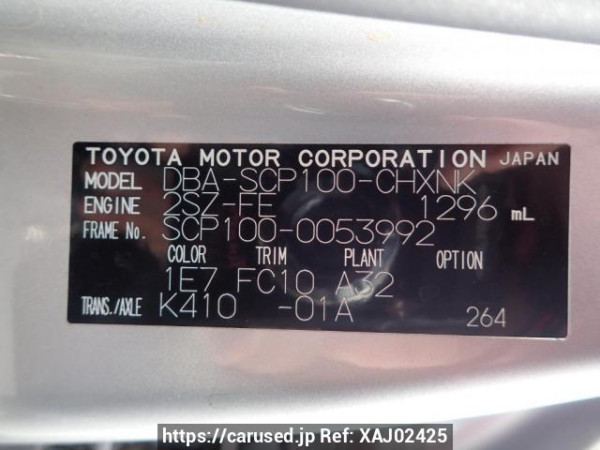 TOYOTA MOTOR CORPORATION JAPAN
MODEL DBA-SCP100-CHXNK
ENGINE 2SZ-FE 1296 mL
FRAME No. SCP100-0053992
COLOR TRIM PLANT OPTION
1E7 FC10 A32
TRANS./AXLE K410 -01A 264
https://carused.jp Ref: XAJ02425